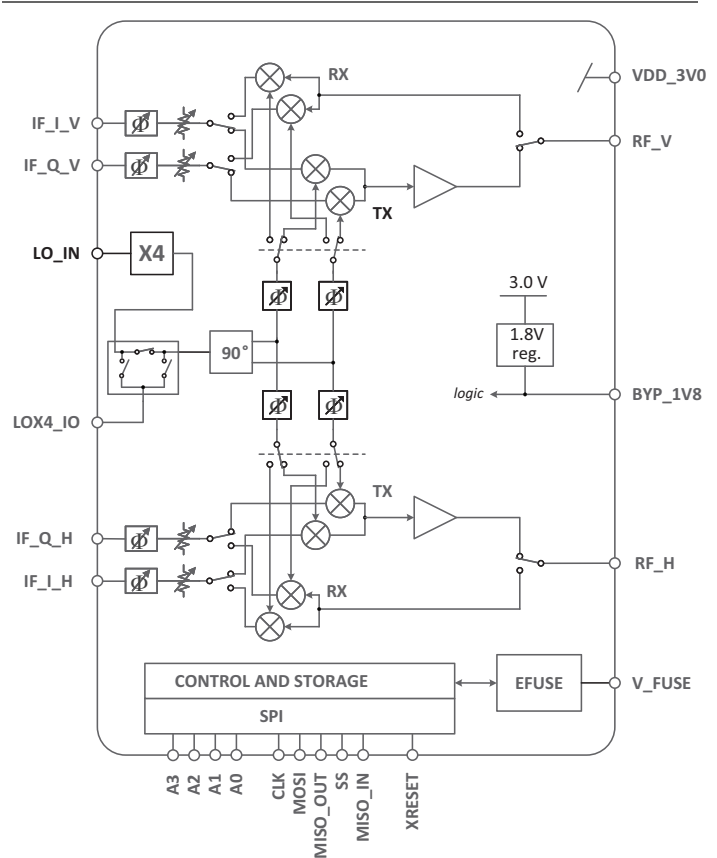 RX
VDD_3V0
IF_I_V
Φ
RF_V
IF_Q_V
Φ
TX
LO_IN
X4
3.0 V
Φ
Φ
1.8V
reg.
90°
logic
BYP_1V8
Φ
Φ
LOX4_IO
TX
IF_Q_H
Φ
RF_H
IF_I_H
Φ
RX
CONTROL AND STORAGE
EFUSE
V_FUSE
SPI
A3
A2
A1
A0
CLK
MOSI
MISO_OUT
SS
MISO_IN
XRESET